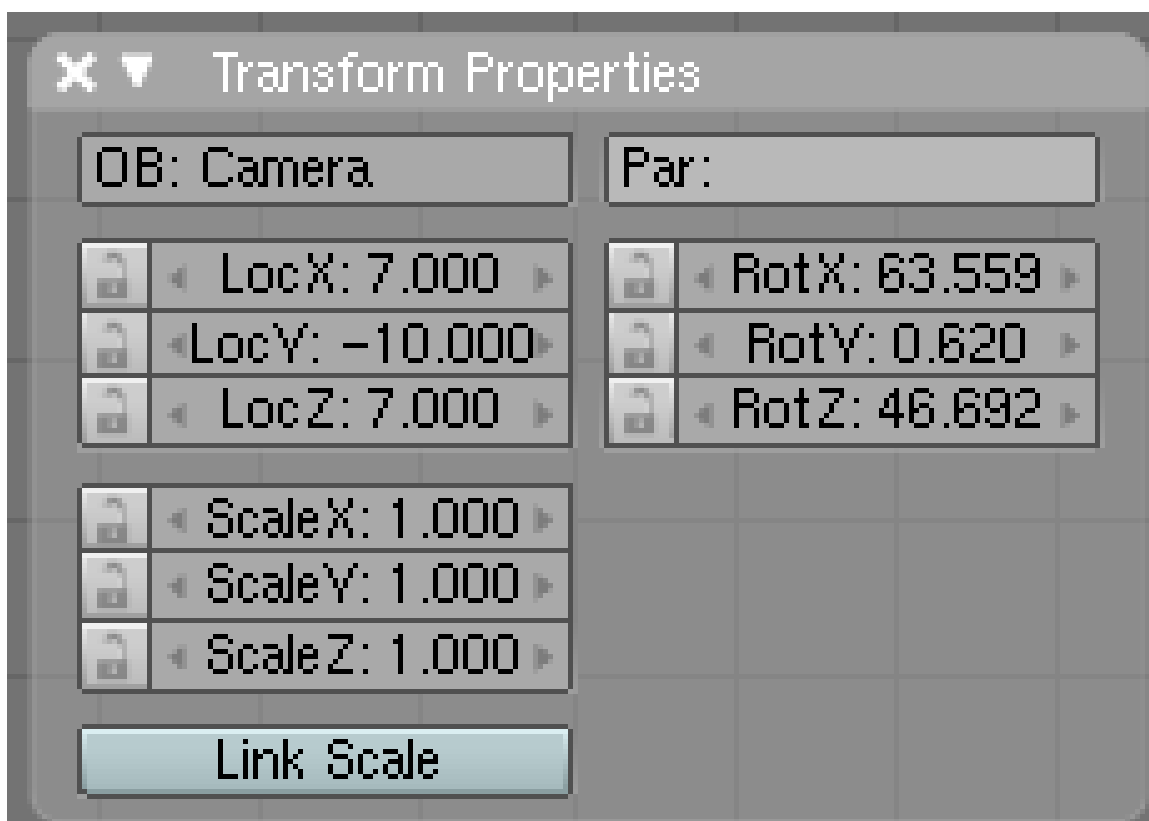 Transform Properties
OB: Camera
Par:
LocX: 7.000
LocY: -10.000
LocZ: 7.000
RotX: 63.559
RotY: 0.620
RotZ: 46.692
ScaleX: 1.000
ScaleY: 1.000
ScaleZ: 1.000
Link Scale